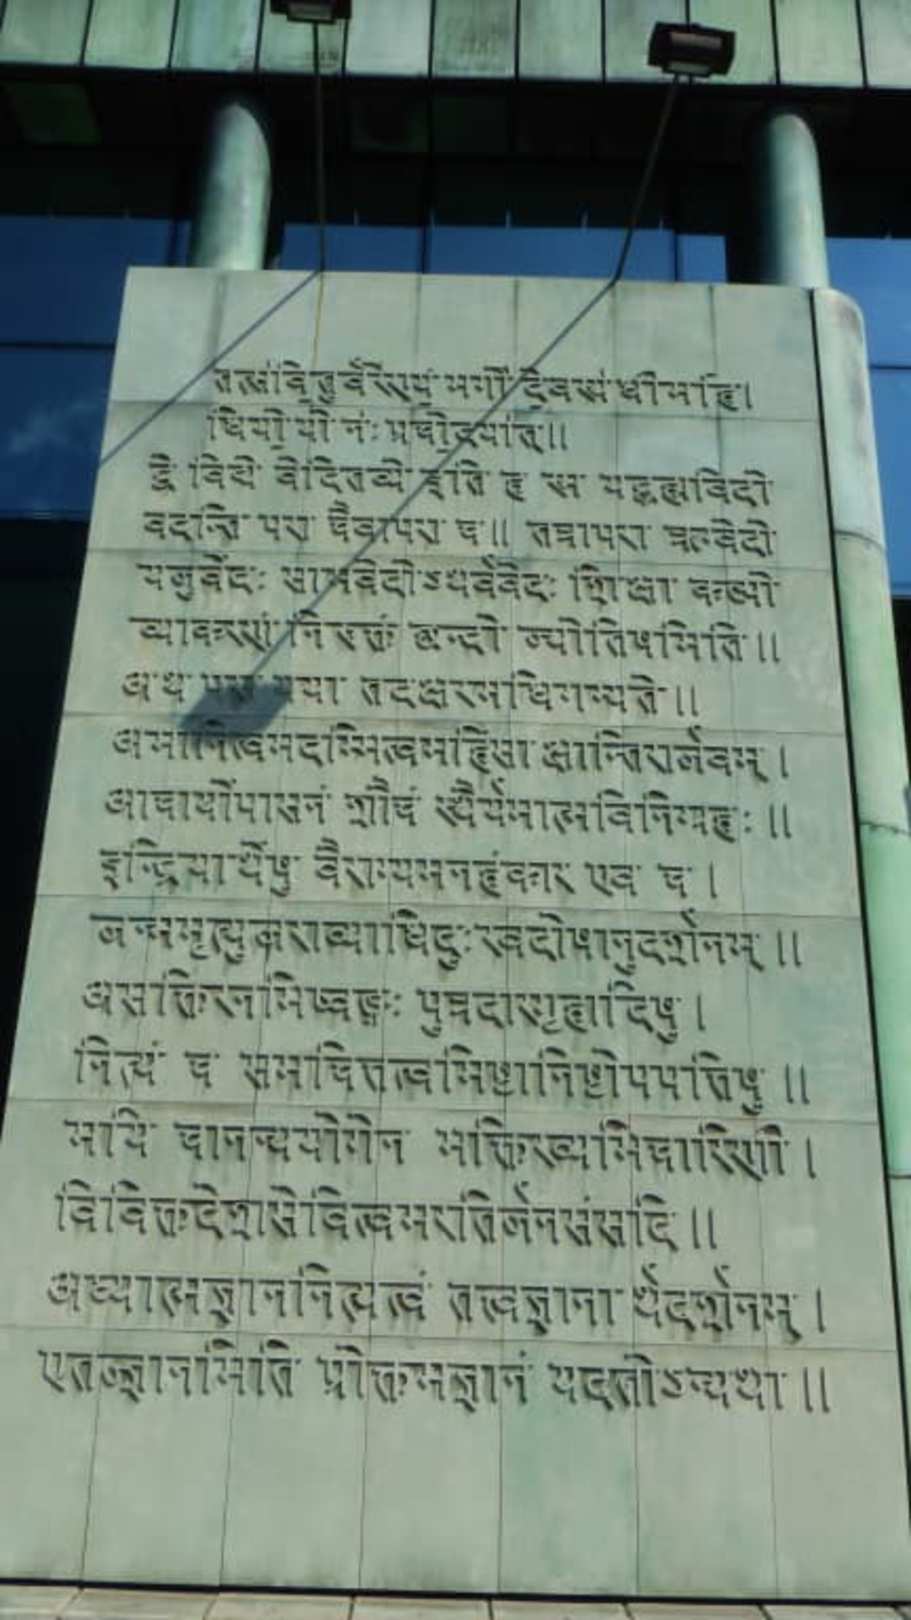 तत्स॑वि॒तुर्वरे॑ण्यं॒ भर्गो॑ दे॒वस्य॑ धीमहि।
धियो॒ यो नः॑ प्रचो॒दया॑त्॥
द्वे विद्ये वेदितव्ये इति ह स्म यद्ब्रह्मविदो
वदन्ति परा चैवापरा च॥ तत्रापरा ऋग्वेदो
यजुर्वेदः सामवेदोऽथर्ववेदः शिक्षा कल्पो
व्याकरणं निरुक्तं छन्दो ज्योतिषमिति॥
अथ परा यया तदक्षरमधिगम्यते॥
अमानित्वमदम्भित्वमहिंसा क्षान्तिरार्जवम्।
आचार्योपासनं शौचं स्थैर्यमात्मविनिग्रहः॥
इन्द्रियार्थेषु वैराग्यमनहंकार एव च।
जन्ममृत्युजराव्याधिदुःखदोषानुदर्शनम्॥
असक्तिरनभिष्वङ्गः पुत्रदारगृहादिषु।
नित्यं च समचित्तत्वमिष्टानिष्टोपपत्तिषु॥
मयि चानन्ययोगेन भक्तिरव्यभिचारिणी।
विविक्तदेशसेवित्वमरतिर्जनसंसदि॥
अध्यात्मज्ञाननित्यत्वं तत्त्वज्ञानार्थदर्शनम्।
एतज्ज्ञानमिति प्रोक्तमज्ञानं यदतोऽन्यथा॥